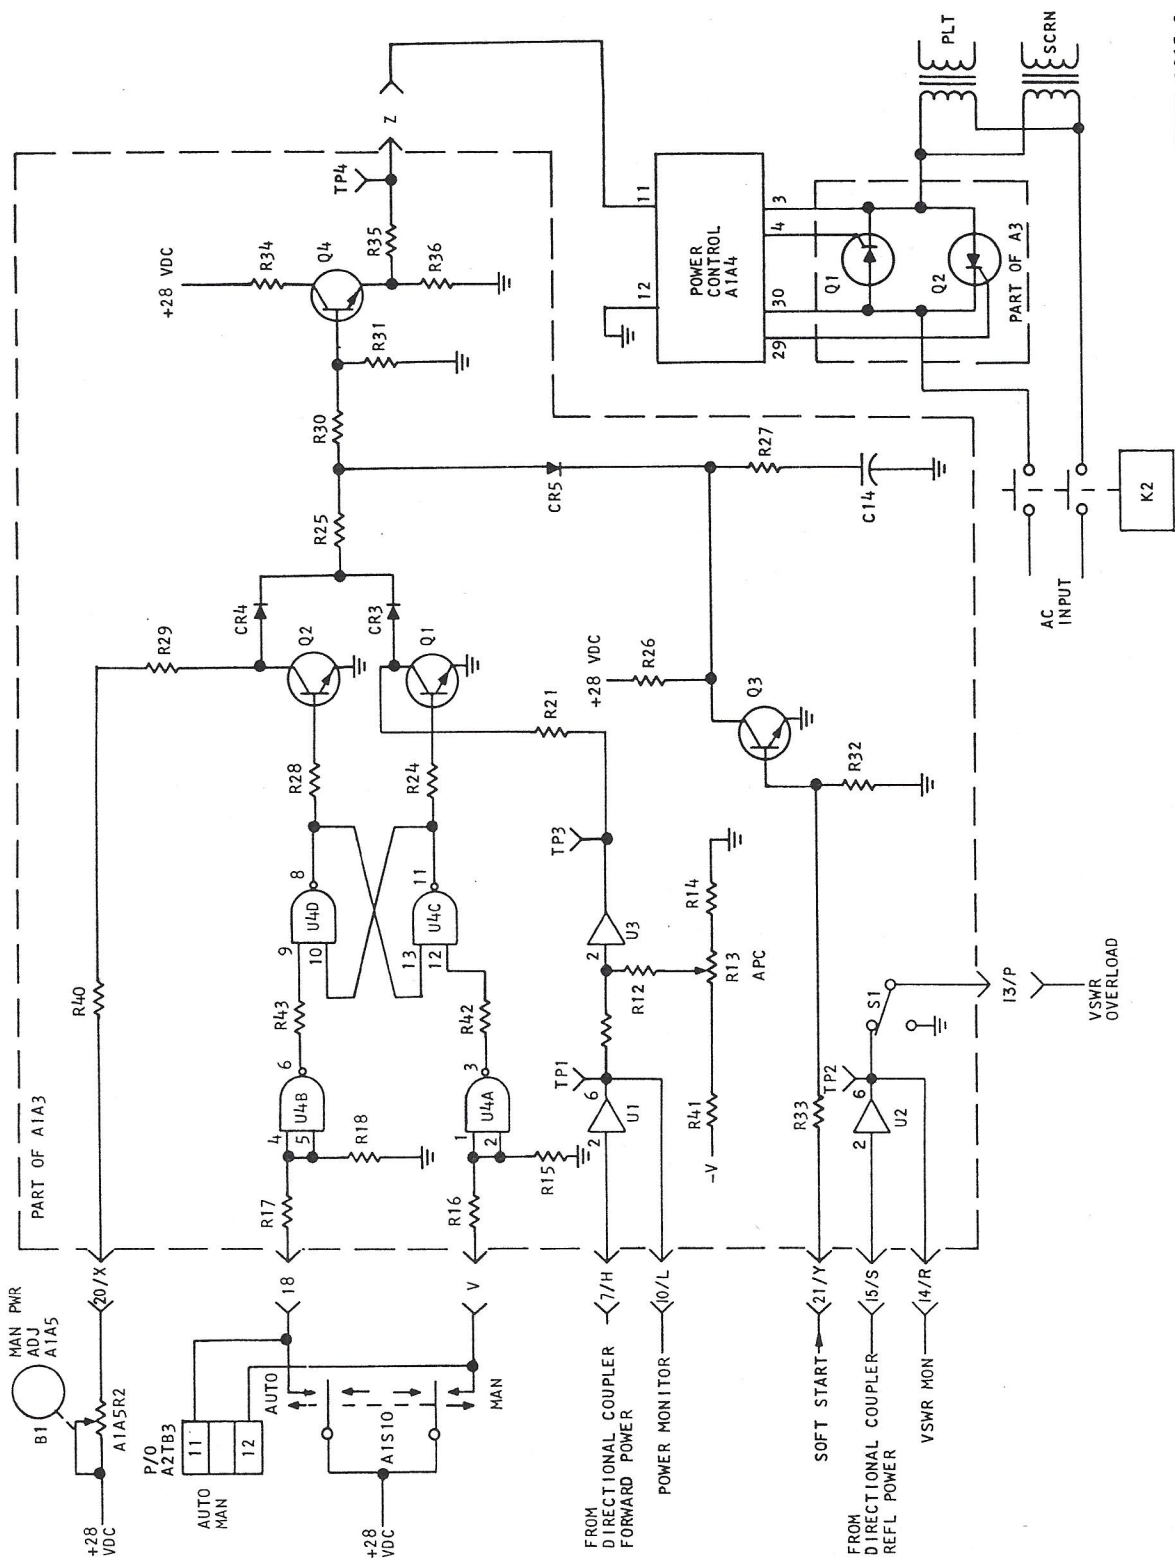 PART OF A1A3
MAN PWR
ADJ
A1A5
B1
A1A5R2
+28
VDC
20/X
R40
R29
CR4
P/O
A2TB3
11
12
AUTO
MAN
AUTO
MAN
A1S10
+28
VDC
18
V
R17
R18
4
5
U4B
6
R43
9
10
U4D
8
R28
Q2
R16
R15
1
2
U4A
3
R42
13
12
U4C
11
R24
Q1
CR3
R25
R30
R31
+28 VDC
R34
Q4
R35
R36
TP4
Z
FROM
DIRECTIONAL COUPLER
FORWARD POWER
7/H
POWER MONITOR
10/L
2
U1
6
TP1
R12
2
U3
TP3
R21
-V
R41
R13
APC
R14
CR5
R27
C14
+28 VDC
R26
Q3
R32
SOFT START
21/Y
R33
FROM
DIRECTIONAL COUPLER
REFL POWER
15/S
VSWR MON
14/R
2
U2
6
TP2
S1
13/P
VSWR
OVERLOAD
11
12
POWER
CONTROL
A1A4
3
4
30
29
Q1
Q2
PART OF A3
PLT
SCRN
AC
INPUT
K2